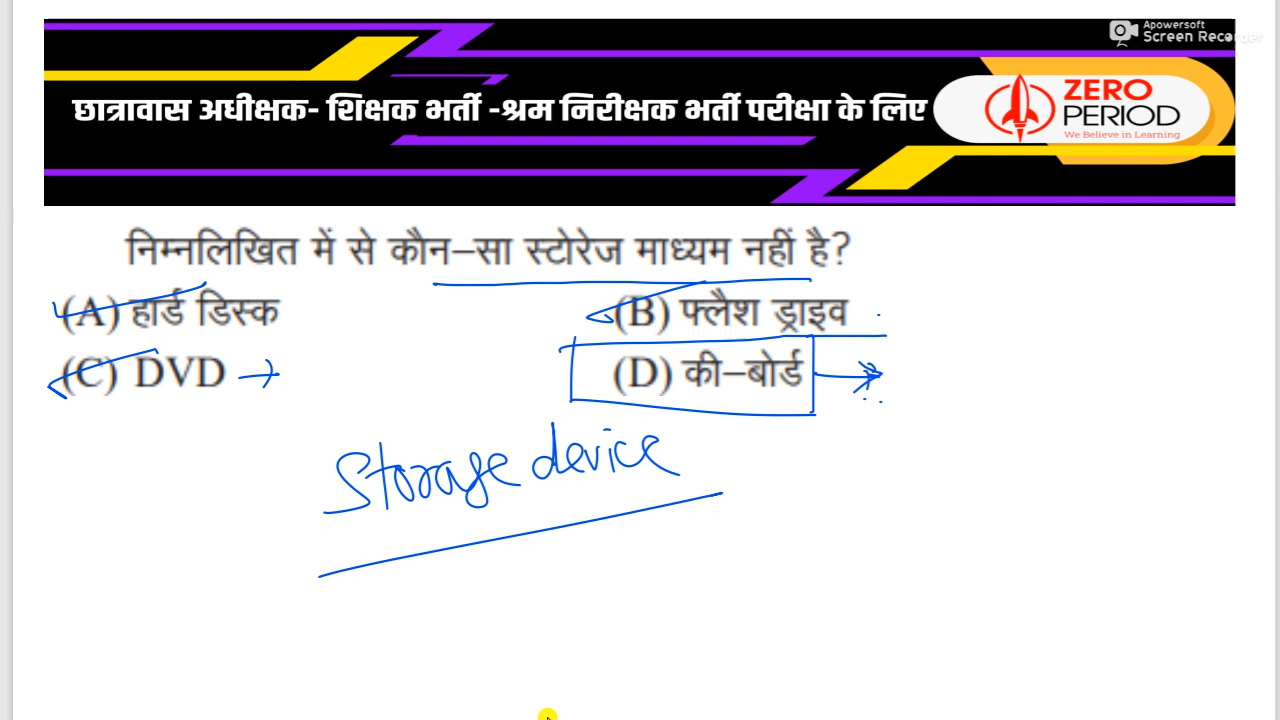 Apowersoft
Screen Recorder
छात्रावास अधीक्षक- शिक्षक भर्ती -श्रम निरीक्षक भर्ती परीक्षा के लिए
ZERO
PERIOD
We Believe in Learning
निम्नलिखित में से कौन–सा स्टोरेज माध्यम नहीं है?
(A) हार्ड डिस्क (B) फ्लैश ड्राइव
(C) DVD (D) की–बोर्ड
Storage device